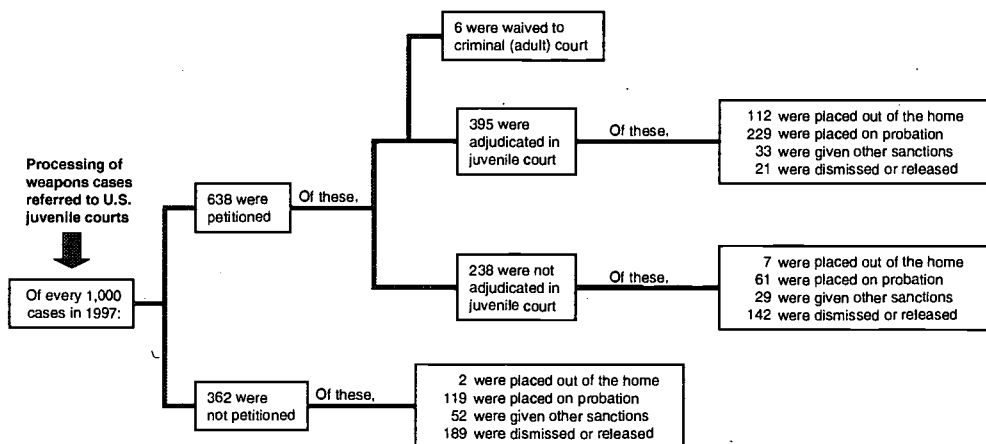 6 were waived to
criminal (adult) court
395 were
adjudicated in
juvenile court
Of these,
112 were placed out of the home
229 were placed on probation
33 were given other sanctions
21 were dismissed or released
Processing of
weapons cases
referred to U.S.
juvenile courts
638 were
petitioned
Of these,
238 were not
adjudicated in
juvenile court
Of these,
7 were placed out of the home
61 were placed on probation
29 were given other sanctions
142 were dismissed or released
Of every 1,000
cases in 1997:
362 were
not petitioned
Of these,
2 were placed out of the home
119 were placed on probation
52 were given other sanctions
189 were dismissed or released